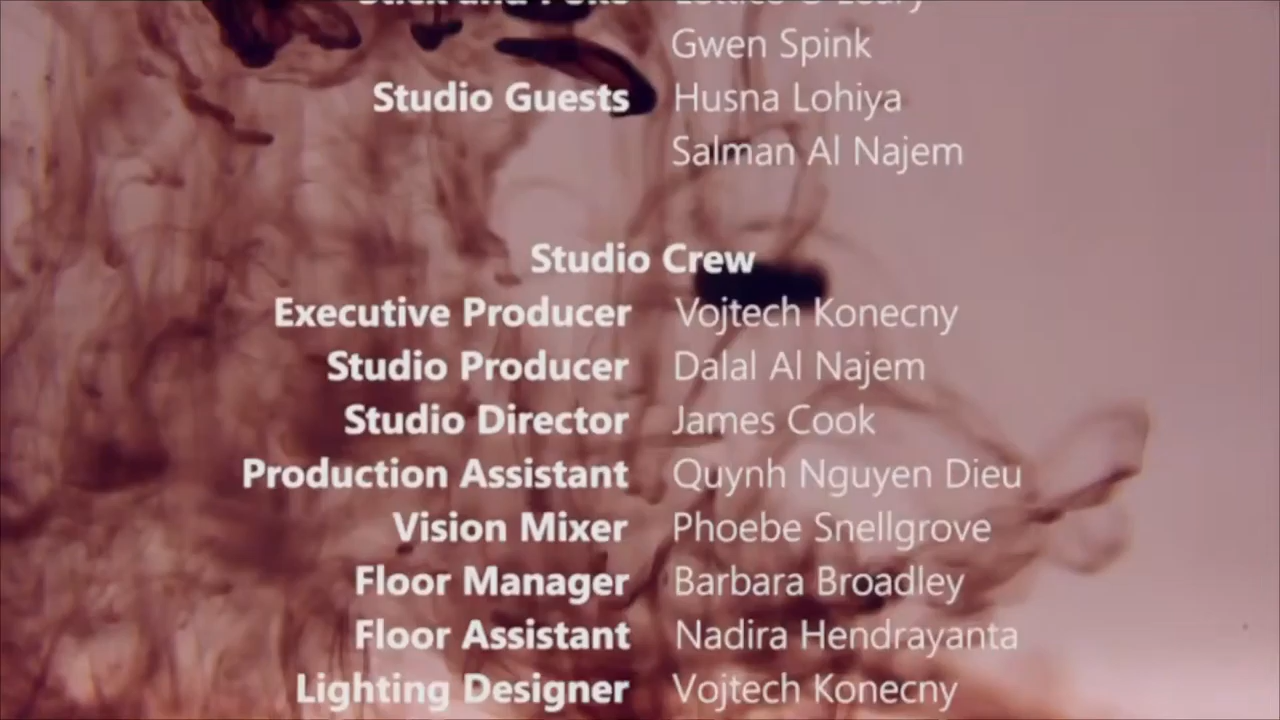 Gwen Spink
Studio Guests Husna Lohiya
Salman Al Najem
Studio Crew
Executive Producer Vojtech Konecny
Studio Producer Dalal Al Najem
Studio Director James Cook
Production Assistant Quynh Nguyen Dieu
Vision Mixer Phoebe Snellgrove
Floor Manager Barbara Broadley
Floor Assistant Nadira Hendrayanta
Lighting Designer Vojtech Konecny